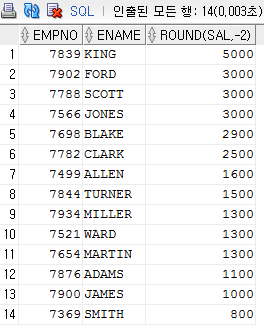 SQL | 인출된 모든 행: 14(0,003초)
EMPNO ENAME ROUND(SAL,-2)
1 7839 KING 5000
2 7902 FORD 3000
3 7788 SCOTT 3000
4 7566 JONES 3000
5 7698 BLAKE 2900
6 7782 CLARK 2500
7 7499 ALLEN 1600
8 7844 TURNER 1500
9 7934 MILLER 1300
10 7521 WARD 1300
11 7654 MARTIN 1300
12 7876 ADAMS 1100
13 7900 JAMES 1000
14 7369 SMITH 800